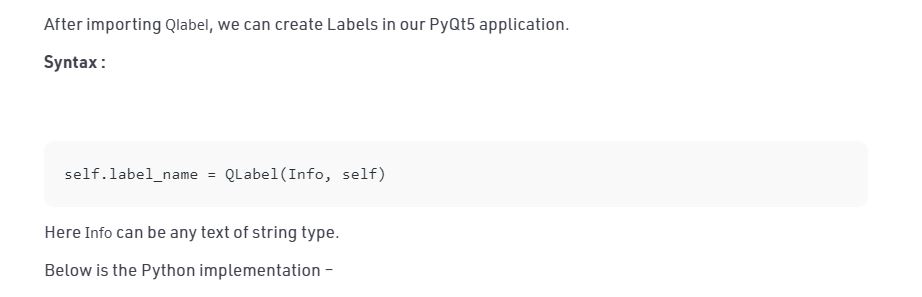 After importing Qlabel, we can create Labels in our PyQt5 application.
Syntax :
self.label_name = QLabel(Info, self)
Here Info can be any text of string type.
Below is the Python implementation –